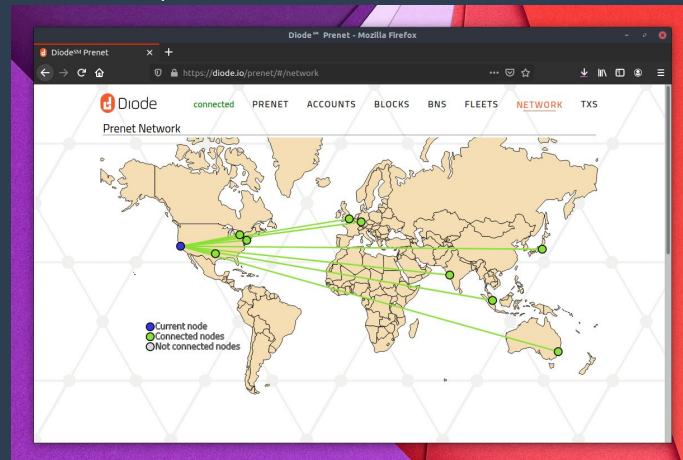 Diode℠ Prenet - Mozilla Firefox
Diode℠ Prenet
https://diode.io/prenet/#/network
Diode
connected PRENET ACCOUNTS BLOCKS BNS FLEETS NETWORK TXS
Prenet Network
Current node
Connected nodes
Not connected nodes